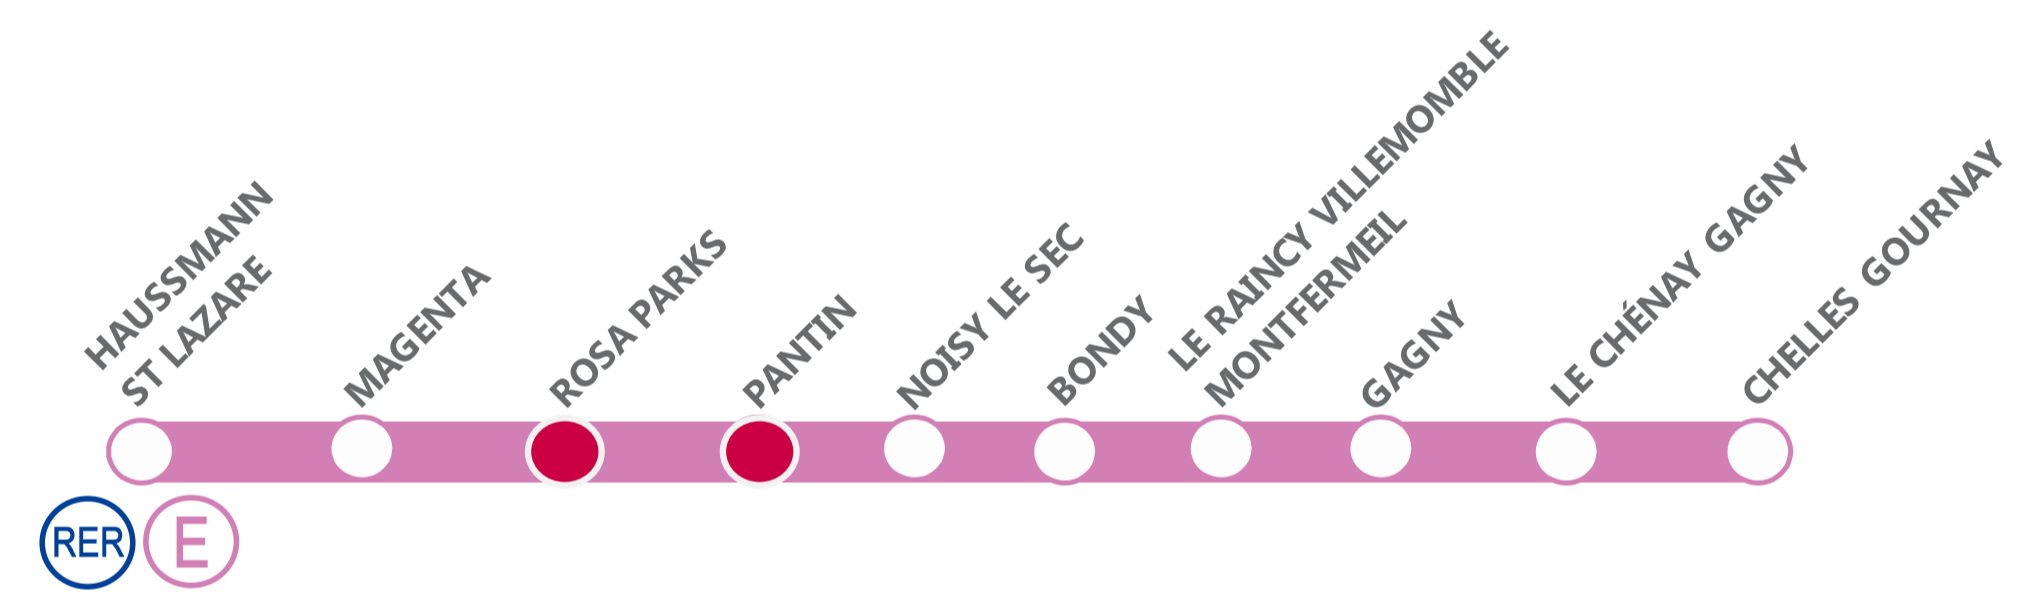 HAUSSMANN
ST LAZARE
MAGENTA
ROSA PARKS
PANTIN
NOISY LE SEC
BONDY
LE RAINCY VILLEMOMBLE
MONTFERMEIL
GAGNY
LE CHÉNAY GAGNY
CHELLES GOURNAY
RER E